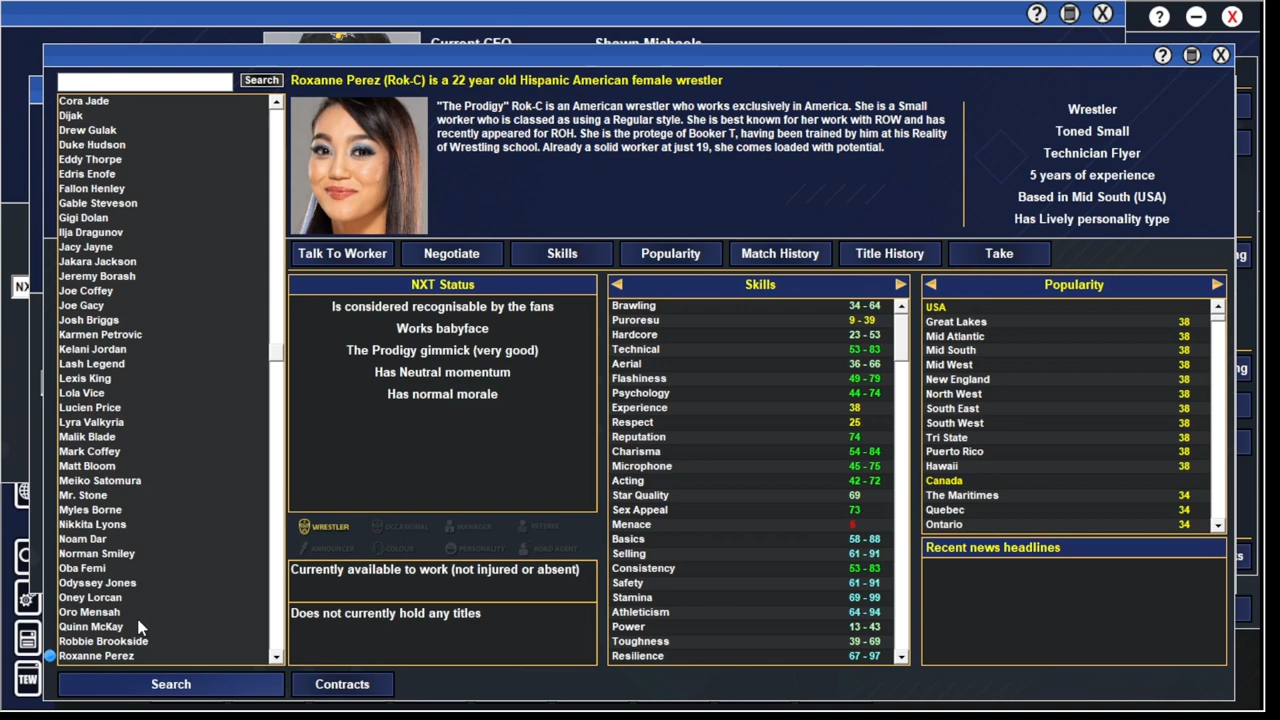 ? X
? X
Current CEO Shawn Michaels
? X
Search
Roxanne Perez (Rok-C) is a 22 year old Hispanic American female wrestler
Cora Jade
Dijak
Drew Gulak
Duke Hudson
Eddy Thorpe
Edris Enofe
Fallon Henley
Gable Steveson
Gigi Dolan
Ilja Dragunov
Jacy Jayne
Jakara Jackson
Jeremy Borash
Joe Coffey
Joe Gacy
Josh Briggs
Karmen Petrovic
Kelani Jordan
Lash Legend
Lexis King
Lola Vice
Lucien Price
Lyra Valkyria
Malik Blade
Mark Coffey
Matt Bloom
Meiko Satomura
Mr. Stone
Myles Borne
Nikkita Lyons
Noam Dar
Norman Smiley
Oba Femi
Odyssey Jones
Oney Lorcan
Oro Mensah
Quinn McKay
Robbie Brookside
Roxanne Perez
"The Prodigy" Rok-C is an American wrestler who works exclusively in America. She is a Small
worker who is classed as using a Regular style. She is best known for her work with ROW and has
recently appeared for ROH. She is the protege of Booker T, having been trained by him at his Reality
of Wrestling school. Already a solid worker at just 19, she comes loaded with potential.
Wrestler
Toned Small
Technician Flyer
5 years of experience
Based in Mid South (USA)
Has Lively personality type
Talk To Worker Negotiate Skills Popularity Match History Title History Take
NXT Status
Is considered recognisable by the fans
Works babyface
The Prodigy gimmick (very good)
Has Neutral momentum
Has normal morale
WRESTLER OCCASIONAL MANAGER REFEREE
ANNOUNCER COLOUR PERSONALITY ROAD AGENT
Currently available to work (not injured or absent)
Does not currently hold any titles
Skills
Brawling 34 - 64
Puroresu 9 - 39
Hardcore 23 - 53
Technical 53 - 83
Aerial 36 - 66
Flashiness 49 - 79
Psychology 44 - 74
Experience 38
Respect 25
Reputation 74
Charisma 54 - 84
Microphone 45 - 75
Acting 42 - 72
Star Quality 69
Sex Appeal 73
Menace 6
Basics 58 - 88
Selling 61 - 91
Consistency 53 - 83
Safety 61 - 91
Stamina 69 - 99
Athleticism 64 - 94
Power 13 - 43
Toughness 39 - 69
Resilience 67 - 97
Popularity
USA
Great Lakes 38
Mid Atlantic 38
Mid South 38
Mid West 38
New England 38
North West 38
South East 38
South West 38
Tri State 38
Puerto Rico 38
Hawaii 38
Canada
The Maritimes 34
Quebec 34
Ontario 34
Recent news headlines
Search Contracts
TEW